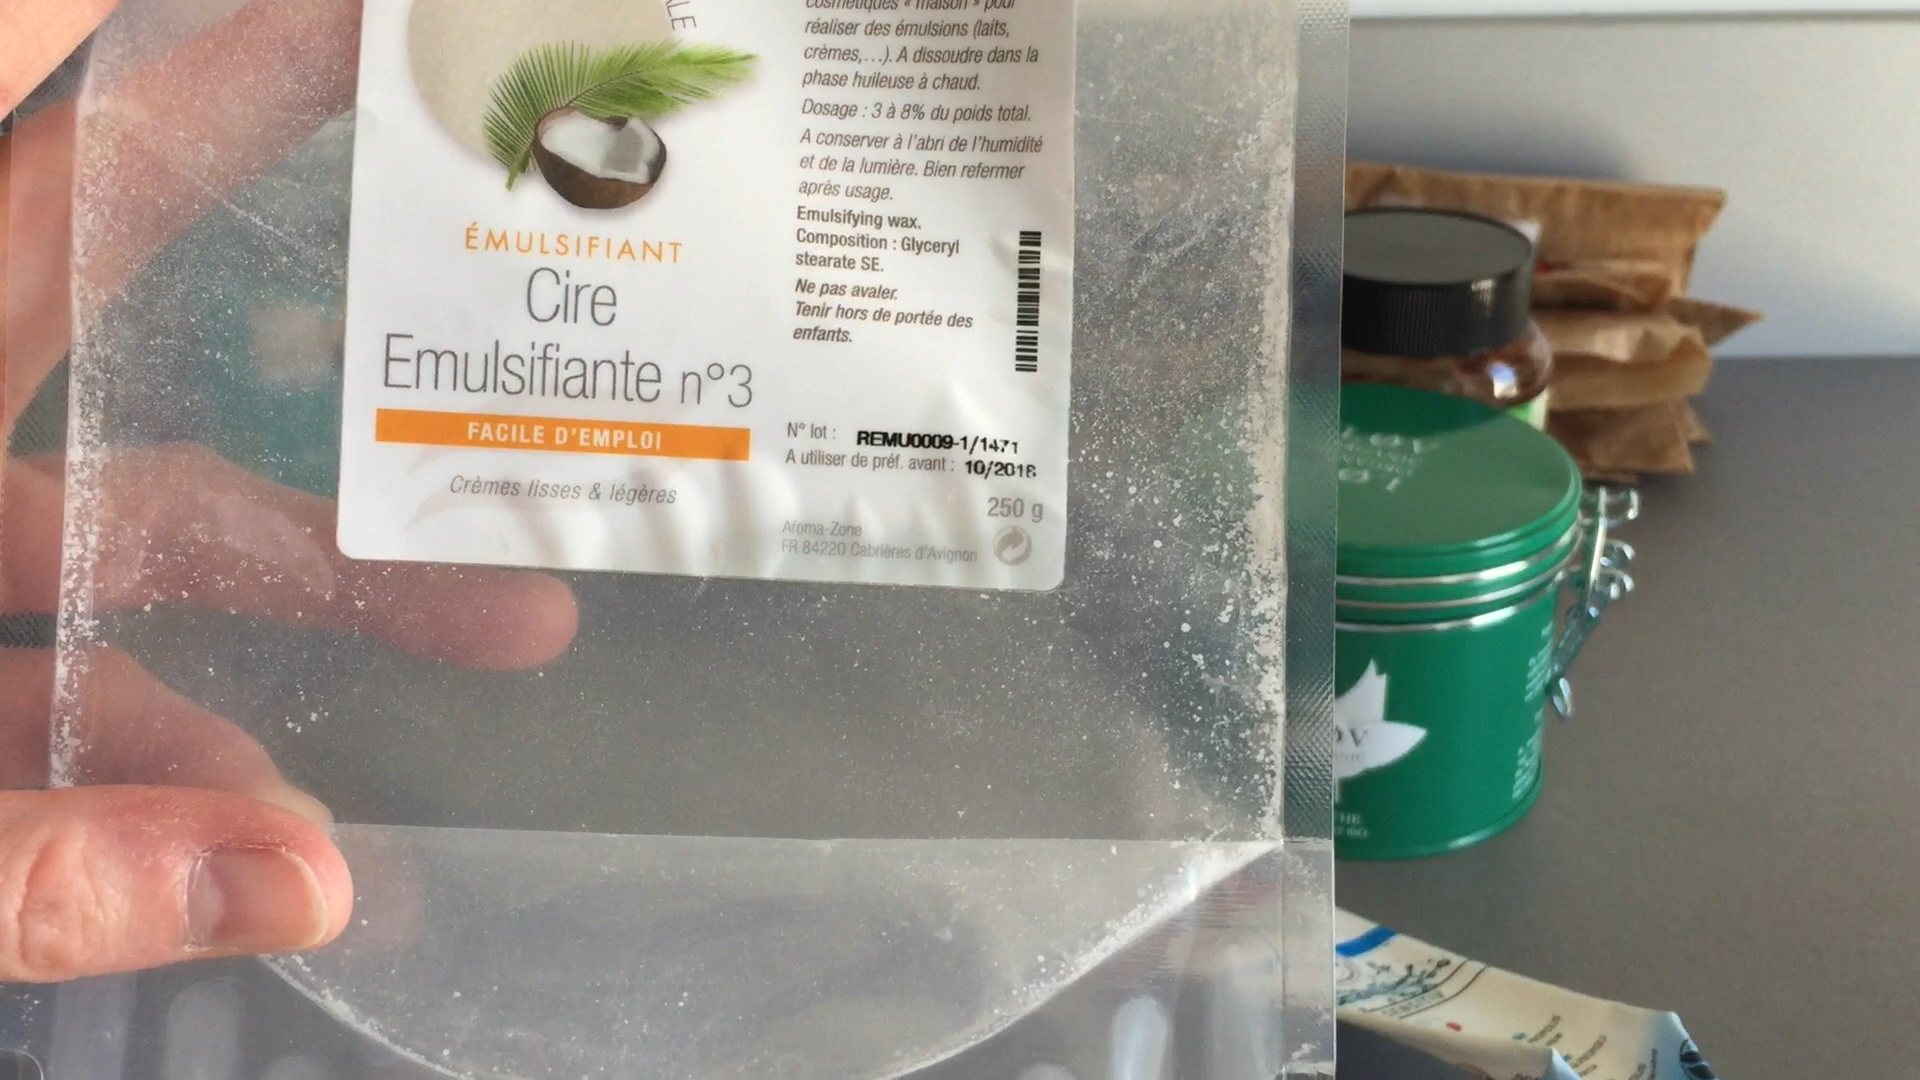 cosmétiques « maison » pour
réaliser des émulsions (laits,
crèmes,...). A dissoudre dans la
phase huileuse à chaud.
Dosage : 3 à 8% du poids total.
A conserver à l'abri de l'humidité
et de la lumière. Bien refermer
après usage.
Emulsifying wax.
Composition : Glyceryl
stearate SE.
Ne pas avaler.
Tenir hors de portée des
enfants.
ÉMULSIFIANT
Cire
Emulsifiante n°3
FACILE D'EMPLOI
Crèmes lisses & légères
N° lot : REMU0009-1/1471
A utiliser de préf. avant : 10/2018
250 g
Aroma-Zone
FR 84220 Cabrières d'Avignon
LOV